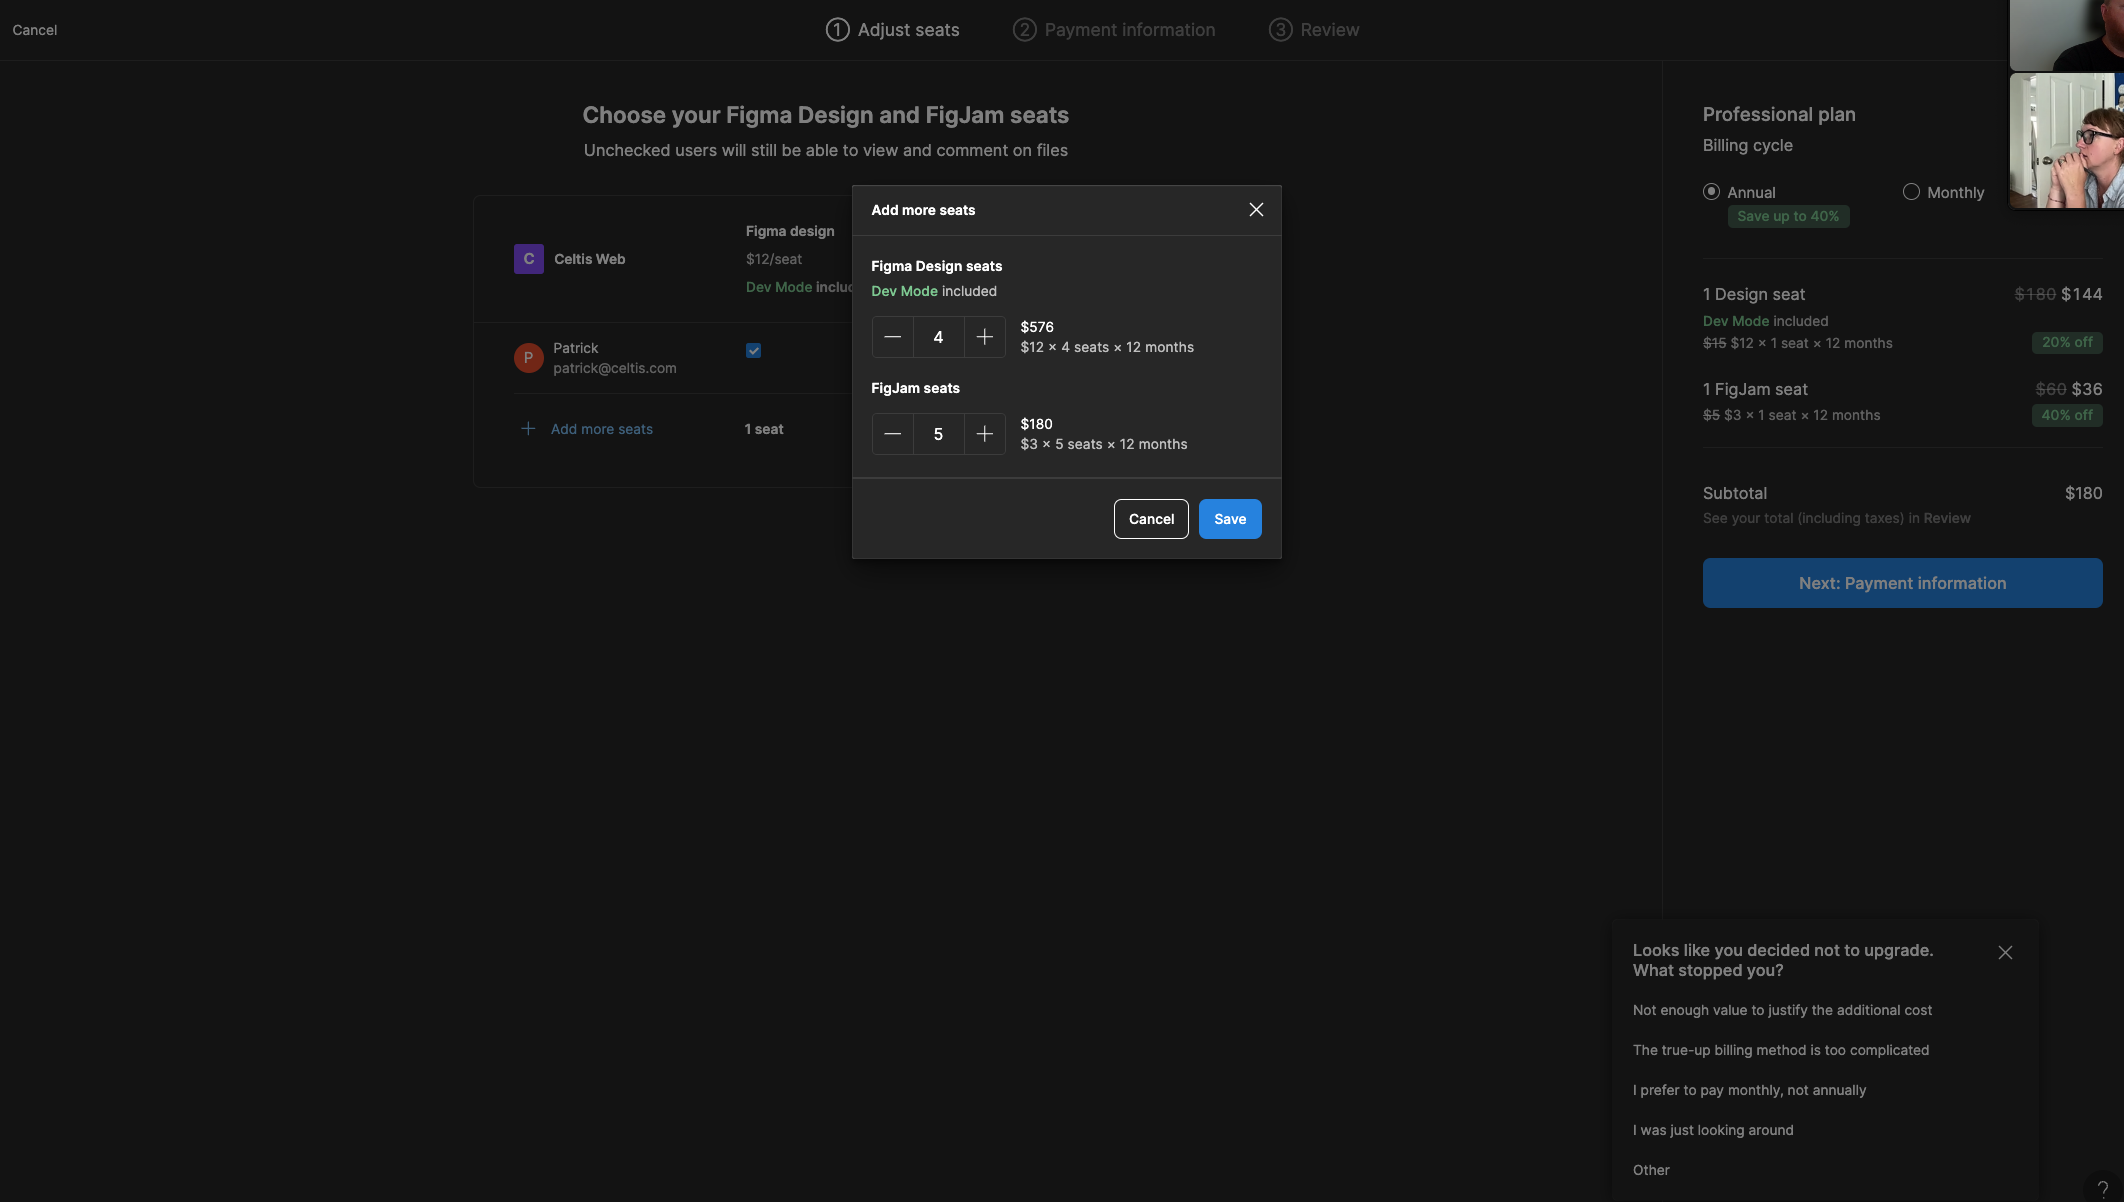 Cancel
1 Adjust seats
2 Payment information
3 Review
Choose your Figma Design and FigJam seats
Unchecked users will still be able to view and comment on files
C Celtis Web
Figma design
$12/seat
Dev Mode includ
P
Patrick
patrick@celtis.com
Add more seats
1 seat
Add more seats
Figma Design seats
Dev Mode included
4
$576
$12 × 4 seats × 12 months
FigJam seats
5
$180
$3 × 5 seats × 12 months
Cancel
Save
Professional plan
Billing cycle
Annual
Save up to 40%
Monthly
1 Design seat $180 $144
Dev Mode included
$15 $12 × 1 seat × 12 months 20% off
1 FigJam seat $60 $36
$5 $3 × 1 seat × 12 months 40% off
Subtotal $180
See your total (including taxes) in Review
Next: Payment information
Looks like you decided not to upgrade.
What stopped you?
Not enough value to justify the additional cost
The true-up billing method is too complicated
I prefer to pay monthly, not annually
I was just looking around
Other
?